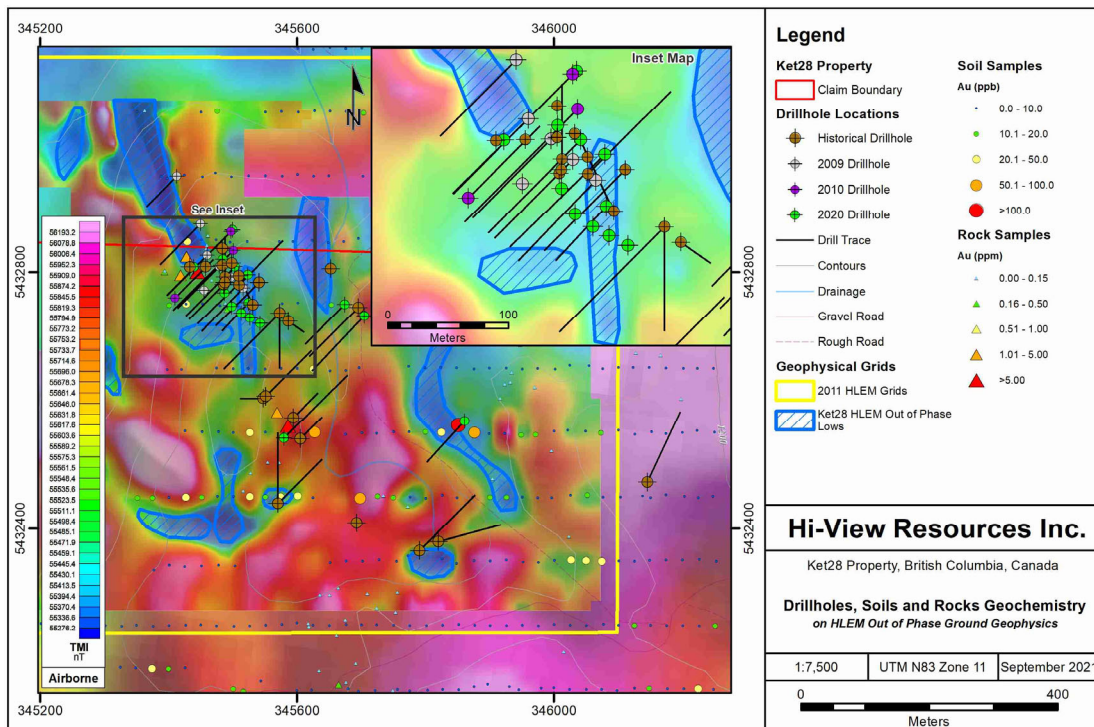 345200
345600
346000
5432800
5432400
5432800
5432400
345200
345600
346000
N
See Inset
Inset Map
0
100
Meters
56193.2
56078.8
56006.4
55962.3
55909.0
55874.2
55845.5
55819.3
55794.9
55773.2
55753.2
55733.7
55714.6
55696.0
55678.3
55661.4
55646.0
55631.8
55617.8
55603.6
55589.2
55575.3
55561.5
55548.4
55535.6
55523.5
55511.1
55498.4
55485.1
55471.9
55459.1
55445.4
55430.1
55413.5
55394.4
55370.4
55336.6
55276.2
TMI
nT
Airborne
Legend
Ket28 Property
Claim Boundary
Drillhole Locations
Historical Drillhole
2009 Drillhole
2010 Drillhole
2020 Drillhole
Drill Trace
Contours
Drainage
Gravel Road
Rough Road
Geophysical Grids
2011 HLEM Grids
Ket28 HLEM Out of Phase
Lows
Soil Samples
Au (ppb)
0.0 - 10.0
10.1 - 20.0
20.1 - 50.0
50.1 - 100.0
>100.0
Rock Samples
Au (ppm)
0.00 - 0.15
0.16 - 0.50
0.51 - 1.00
1.01 - 5.00
>5.00
Hi-View Resources Inc.
Ket28 Property, British Columbia, Canada
Drillholes, Soils and Rocks Geochemistry
on HLEM Out of Phase Ground Geophysics
1:7,500
UTM N83 Zone 11
September 2021
0
400
Meters